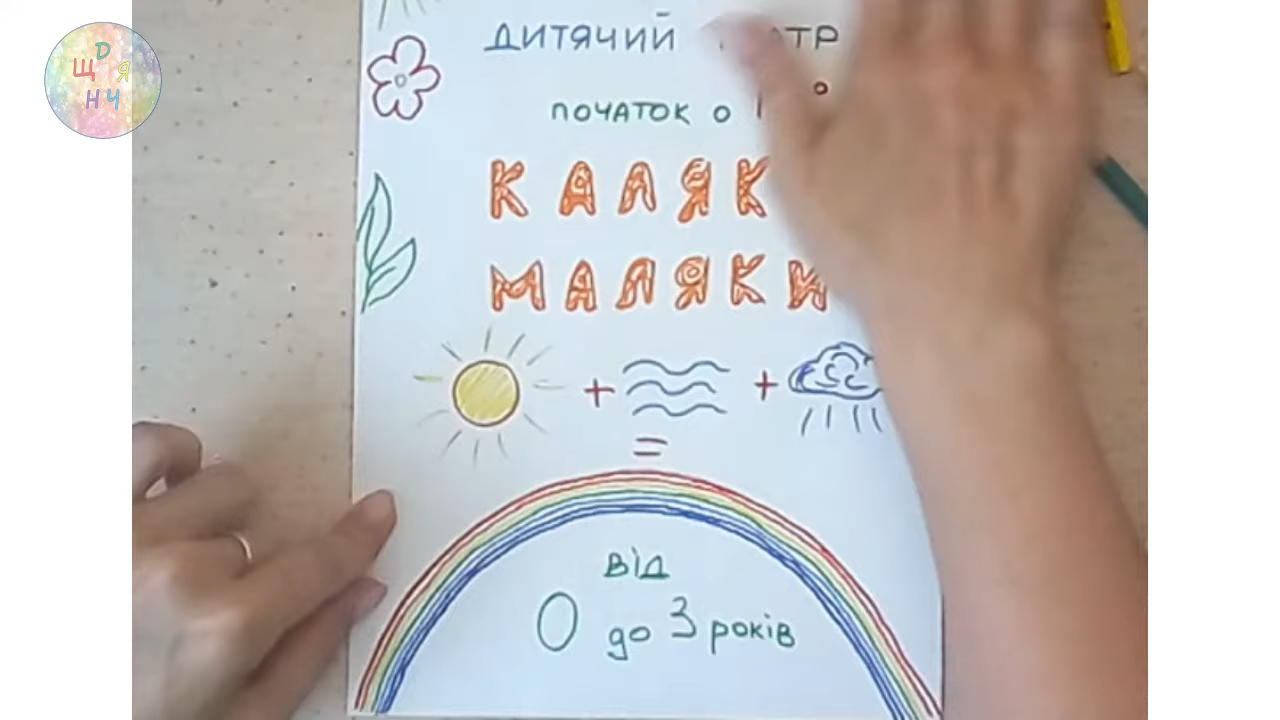 Д
Щ Я
Н Ч
ДИТЯЧИЙ
ПОЧАТОК О
КАЛЯК
МАЛЯКИ
+ +
=
ВІД
0 до 3 років